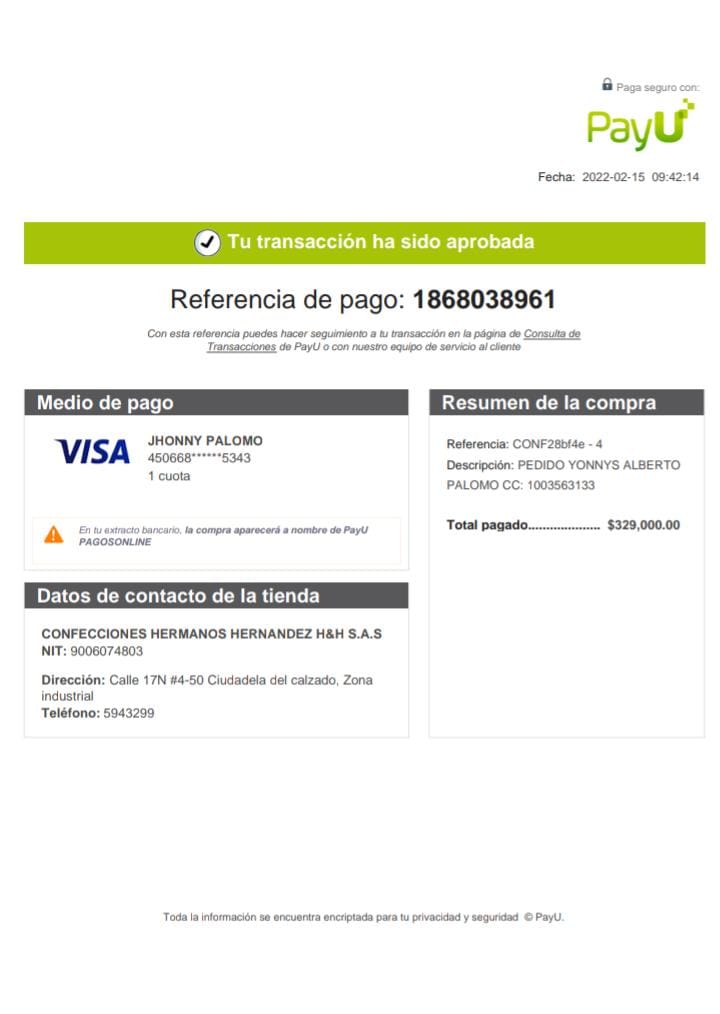 Paga seguro con:
PayU
Fecha: 2022-02-15 09:42:14
Tu transacción ha sido aprobada
Referencia de pago: 1868038961
Con esta referencia puedes hacer seguimiento a tu transacción en la página de Consulta de
Transacciones de PayU o con nuestro equipo de servicio al cliente
Medio de pago
VISA
JHONNY PALOMO
450668******5343
1 cuota
En tu extracto bancario, la compra aparecerá a nombre de PayU
PAGOSONLINE
Datos de contacto de la tienda
CONFECCIONES HERMANOS HERNANDEZ H&H S.A.S
NIT: 9006074803
Dirección: Calle 17N #4-50 Ciudadela del calzado, Zona
industrial
Teléfono: 5943299
Resumen de la compra
Referencia: CONF28bf4e - 4
Descripción: PEDIDO YONNYS ALBERTO
PALOMO CC: 1003563133
Total pagado.................... $329,000.00
Toda la información se encuentra encriptada para tu privacidad y seguridad © PayU.